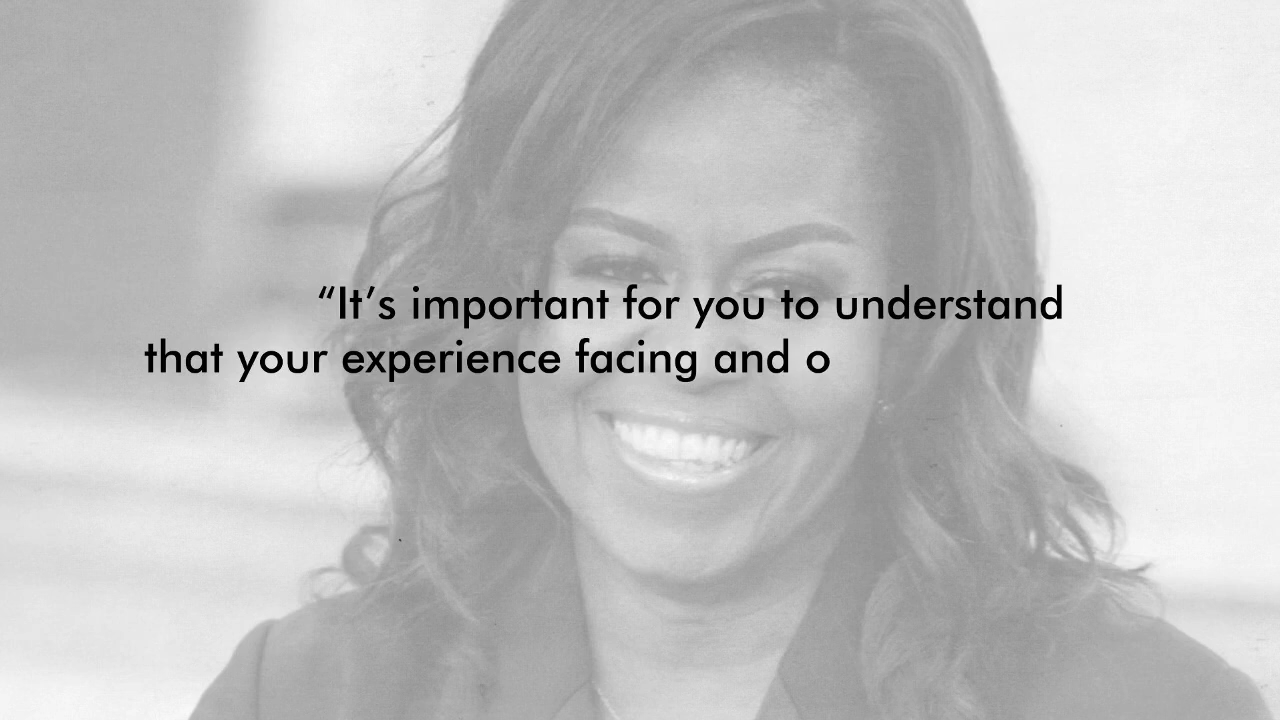 “It’s important for you to understand
that your experience facing and o